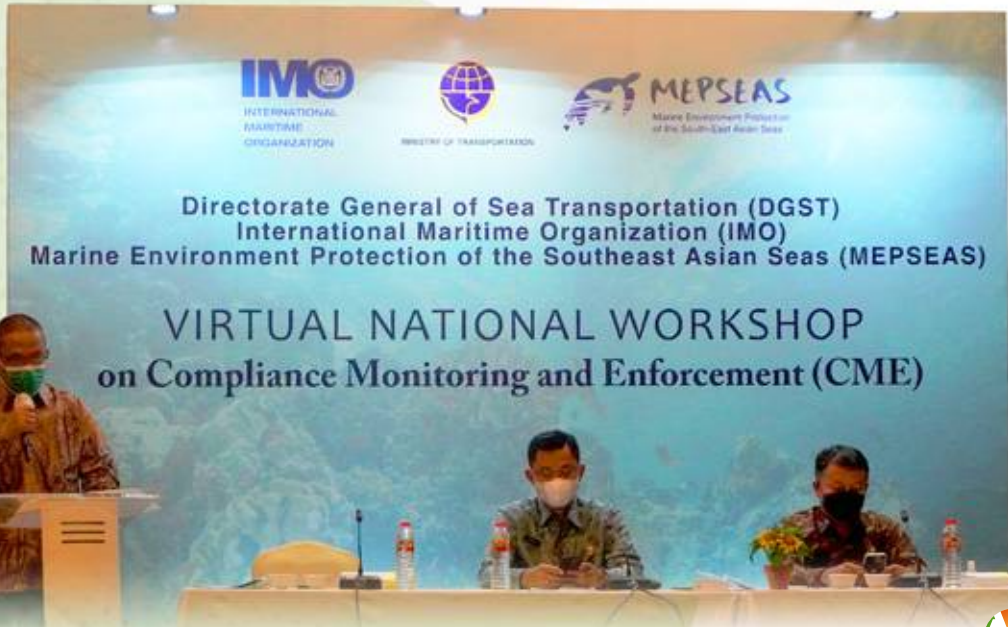 IMO
INTERNATIONAL
MARITIME
ORGANIZATION
MINISTRY OF TRANSPORTATION
MEPSEAS
Marine Environment Protection
of the South-East Asian Seas
Directorate General of Sea Transportation (DGST)
International Maritime Organization (IMO)
Marine Environment Protection of the Southeast Asian Seas (MEPSEAS)
VIRTUAL NATIONAL WORKSHOP
on Compliance Monitoring and Enforcement (CME)